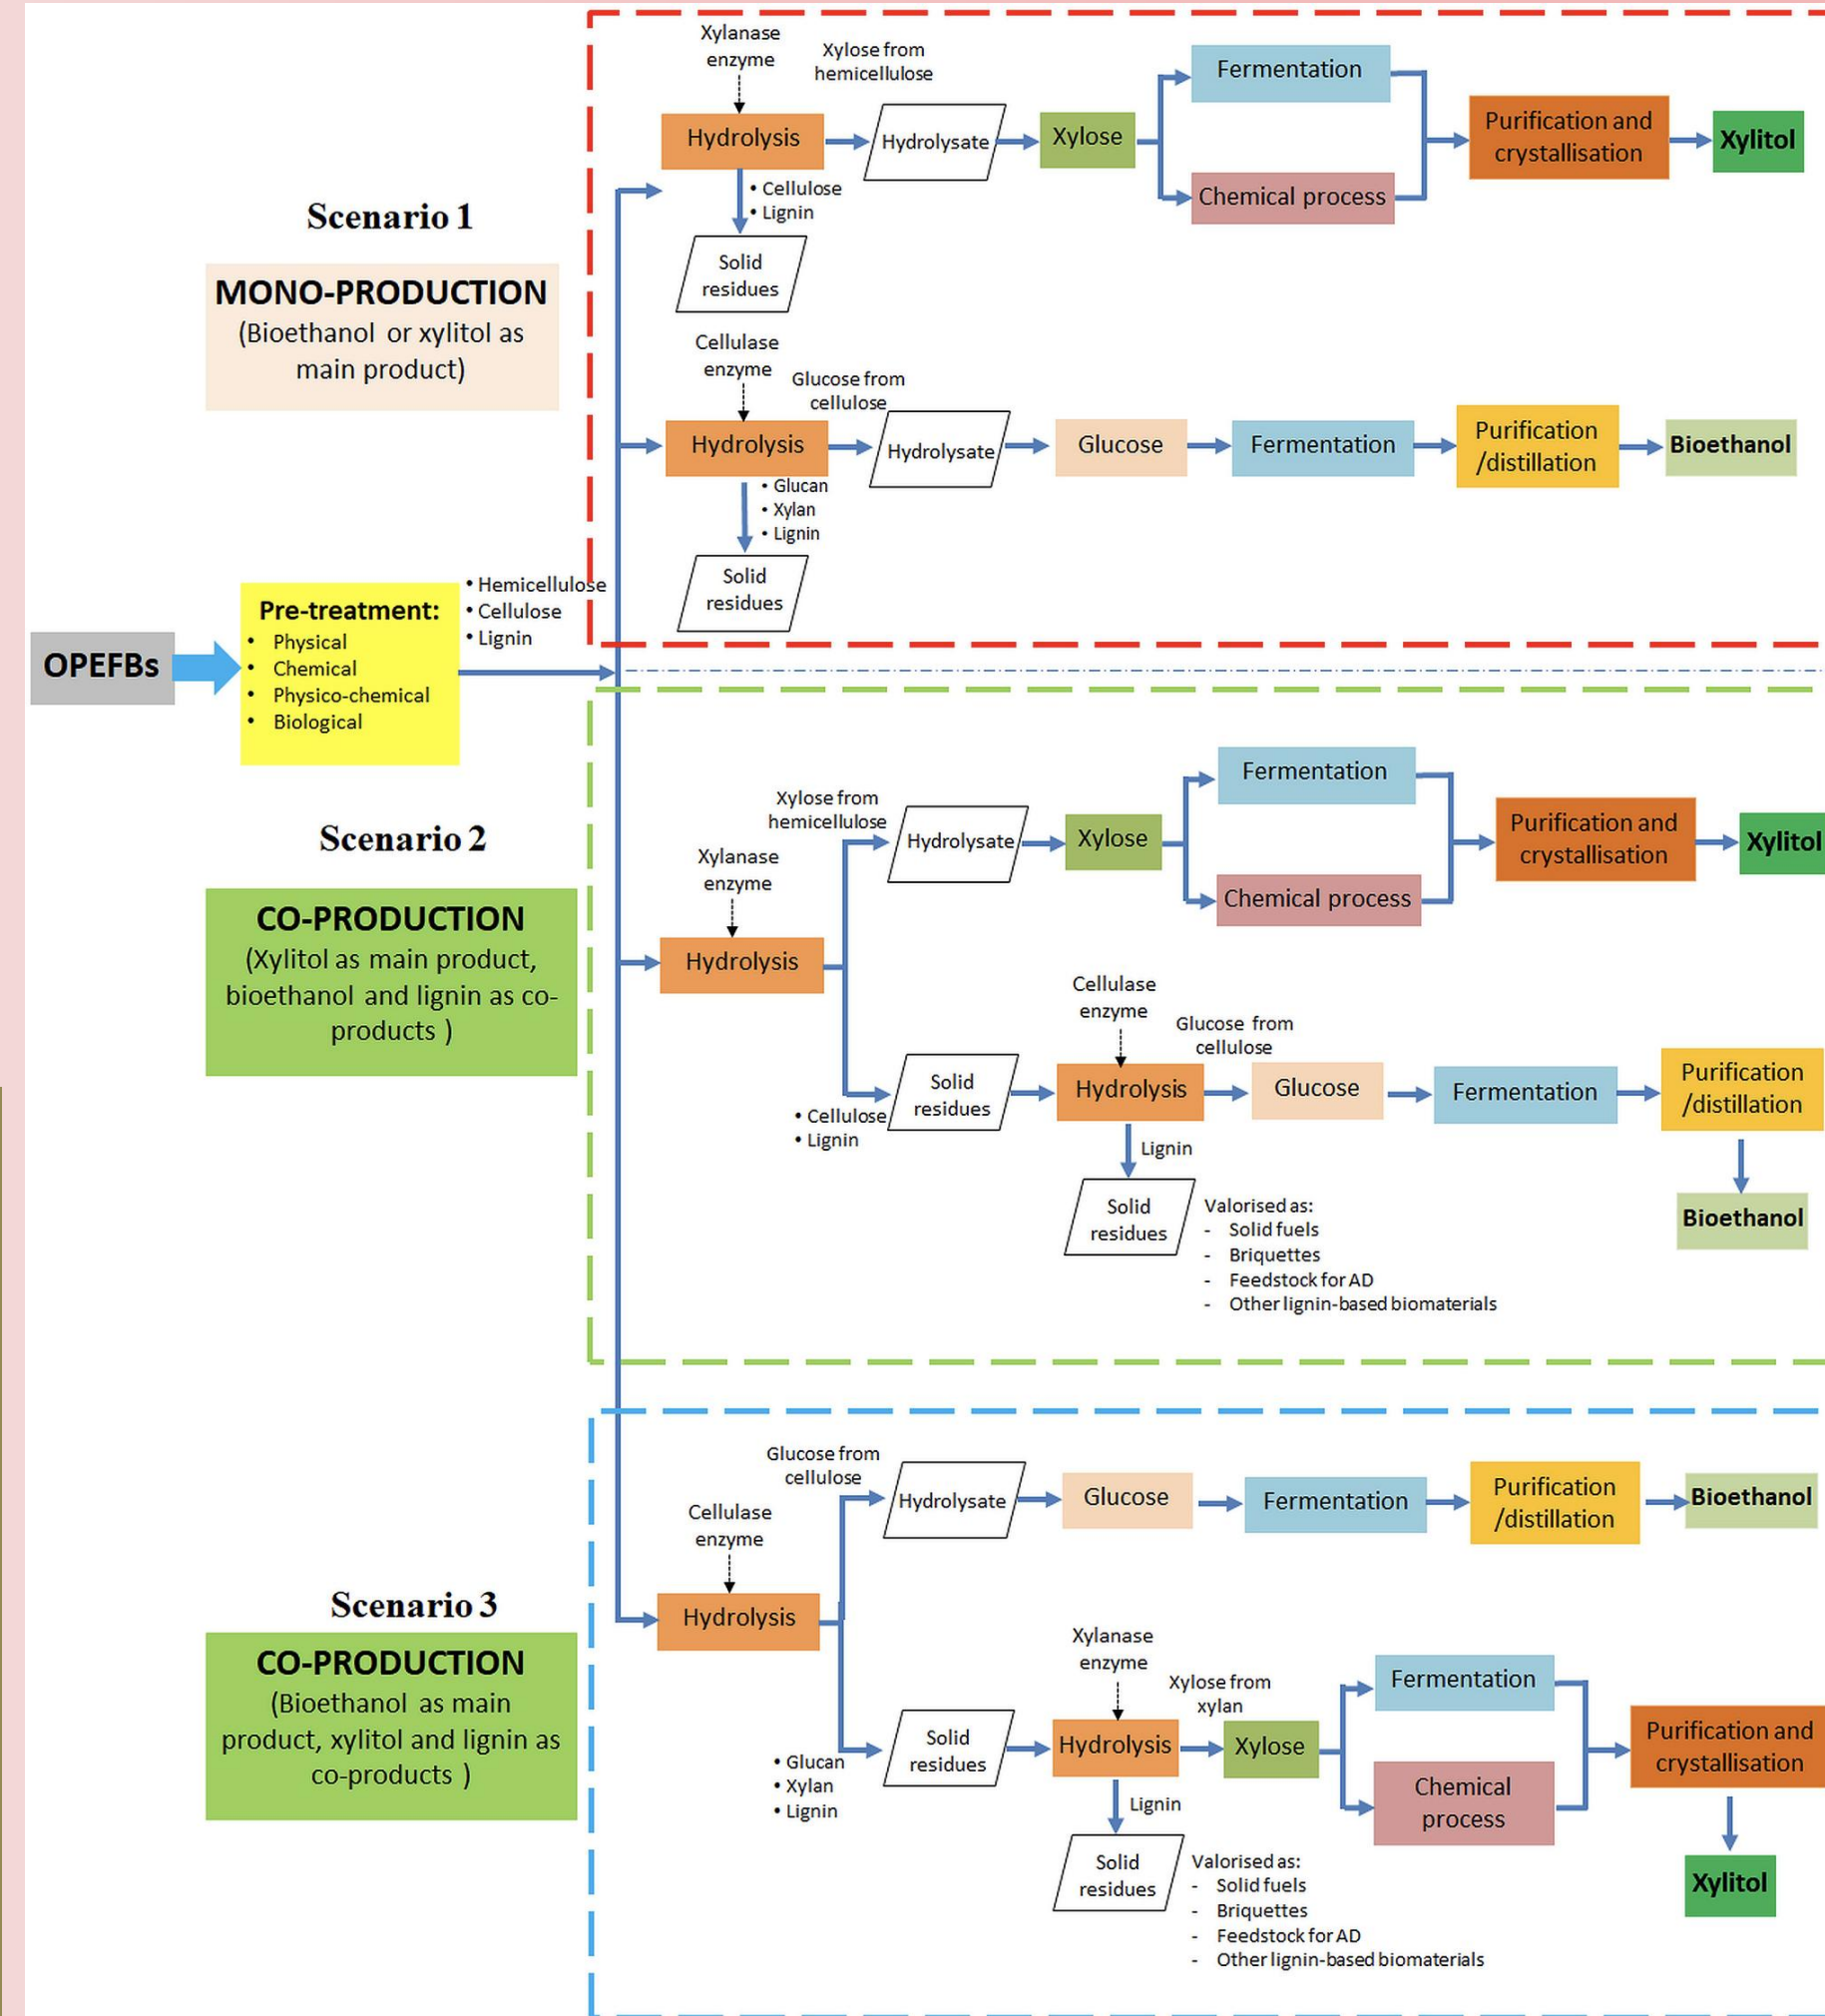 Xylanase
enzyme
Xylose from
hemicellulose
Hydrolysis
Hydrolysate
Xylose
Fermentation
Chemical process
Purification and
crystallisation
Xylitol
• Cellulose
• Lignin
Solid
residues
Scenario 1
MONO-PRODUCTION
(Bioethanol or xylitol as
main product)
Cellulase
enzyme
Glucose from
cellulose
Hydrolysis
Hydrolysate
Glucose
Fermentation
Purification
/distillation
Bioethanol
• Glucan
• Xylan
• Lignin
Solid
residues
OPEFBs
Pre-treatment:
• Physical
• Chemical
• Physico-chemical
• Biological
• Hemicellulose
• Cellulose
• Lignin
Scenario 2
CO-PRODUCTION
(Xylitol as main product,
bioethanol and lignin as co-
products )
Xylanase
enzyme
Hydrolysis
Xylose from
hemicellulose
Hydrolysate
Xylose
Fermentation
Chemical process
Purification and
crystallisation
Xylitol
• Cellulose
• Lignin
Solid
residues
Cellulase
enzyme
Hydrolysis
Glucose from
cellulose
Glucose
Fermentation
Purification
/distillation
Bioethanol
Lignin
Solid
residues
Valorised as:
- Solid fuels
- Briquettes
- Feedstock for AD
- Other lignin-based biomaterials
Scenario 3
CO-PRODUCTION
(Bioethanol as main
product, xylitol and lignin as
co-products )
Cellulase
enzyme
Hydrolysis
Glucose from
cellulose
Hydrolysate
Glucose
Fermentation
Purification
/distillation
Bioethanol
• Glucan
• Xylan
• Lignin
Solid
residues
Xylanase
enzyme
Hydrolysis
Xylose from
xylan
Xylose
Fermentation
Chemical
process
Purification and
crystallisation
Xylitol
Lignin
Solid
residues
Valorised as:
- Solid fuels
- Briquettes
- Feedstock for AD
- Other lignin-based biomaterials